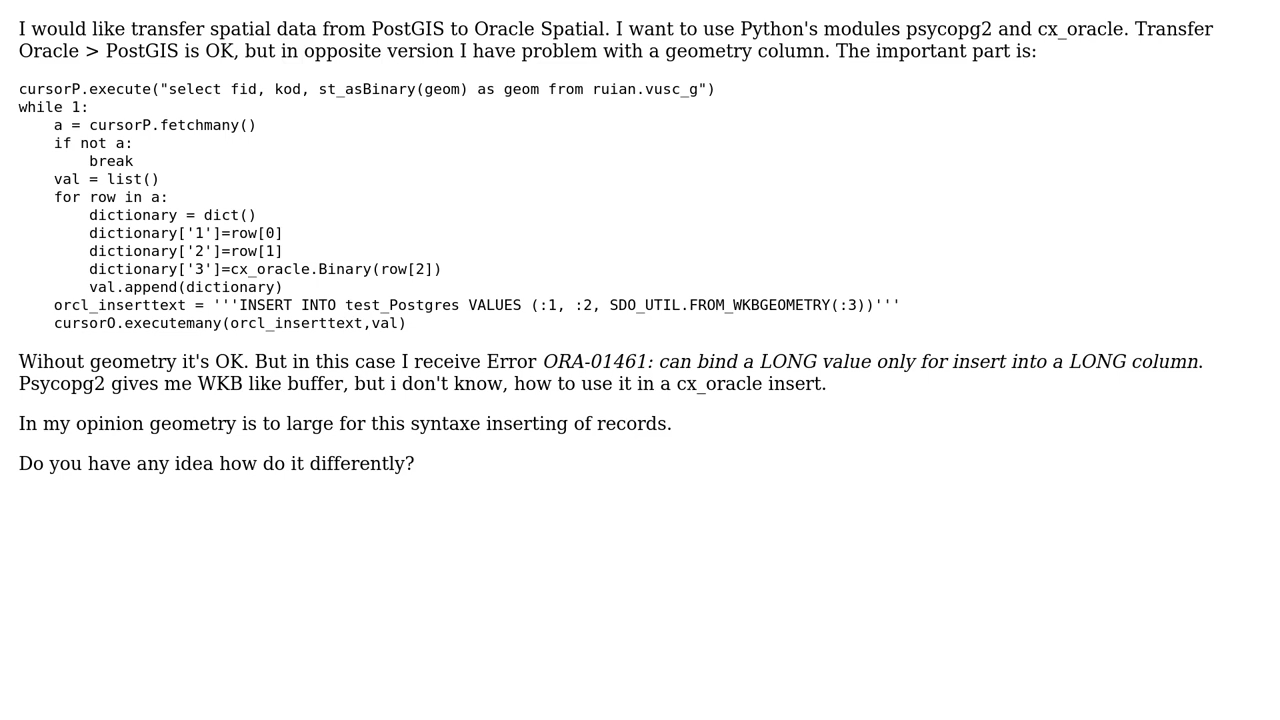 I would like transfer spatial data from PostGIS to Oracle Spatial. I want to use Python's modules psycopg2 and cx_oracle. Transfer
Oracle > PostGIS is OK, but in opposite version I have problem with a geometry column. The important part is:
cursorP.execute("select fid, kod, st_asBinary(geom) as geom from ruian.vusc_g")
while 1:
    a = cursorP.fetchmany()
    if not a:
        break
    val = list()
    for row in a:
        dictionary = dict()
        dictionary['1']=row[0]
        dictionary['2']=row[1]
        dictionary['3']=cx_oracle.Binary(row[2])
        val.append(dictionary)
    orcl_inserttext = '''INSERT INTO test_Postgres VALUES (:1, :2, SDO_UTIL.FROM_WKBGEOMETRY(:3))'''
    cursorO.executemany(orcl_inserttext,val)
Wihout geometry it's OK. But in this case I receive Error ORA-01461: can bind a LONG value only for insert into a LONG column.
Psycopg2 gives me WKB like buffer, but i don't know, how to use it in a cx_oracle insert.
In my opinion geometry is to large for this syntaxe inserting of records.
Do you have any idea how do it differently?